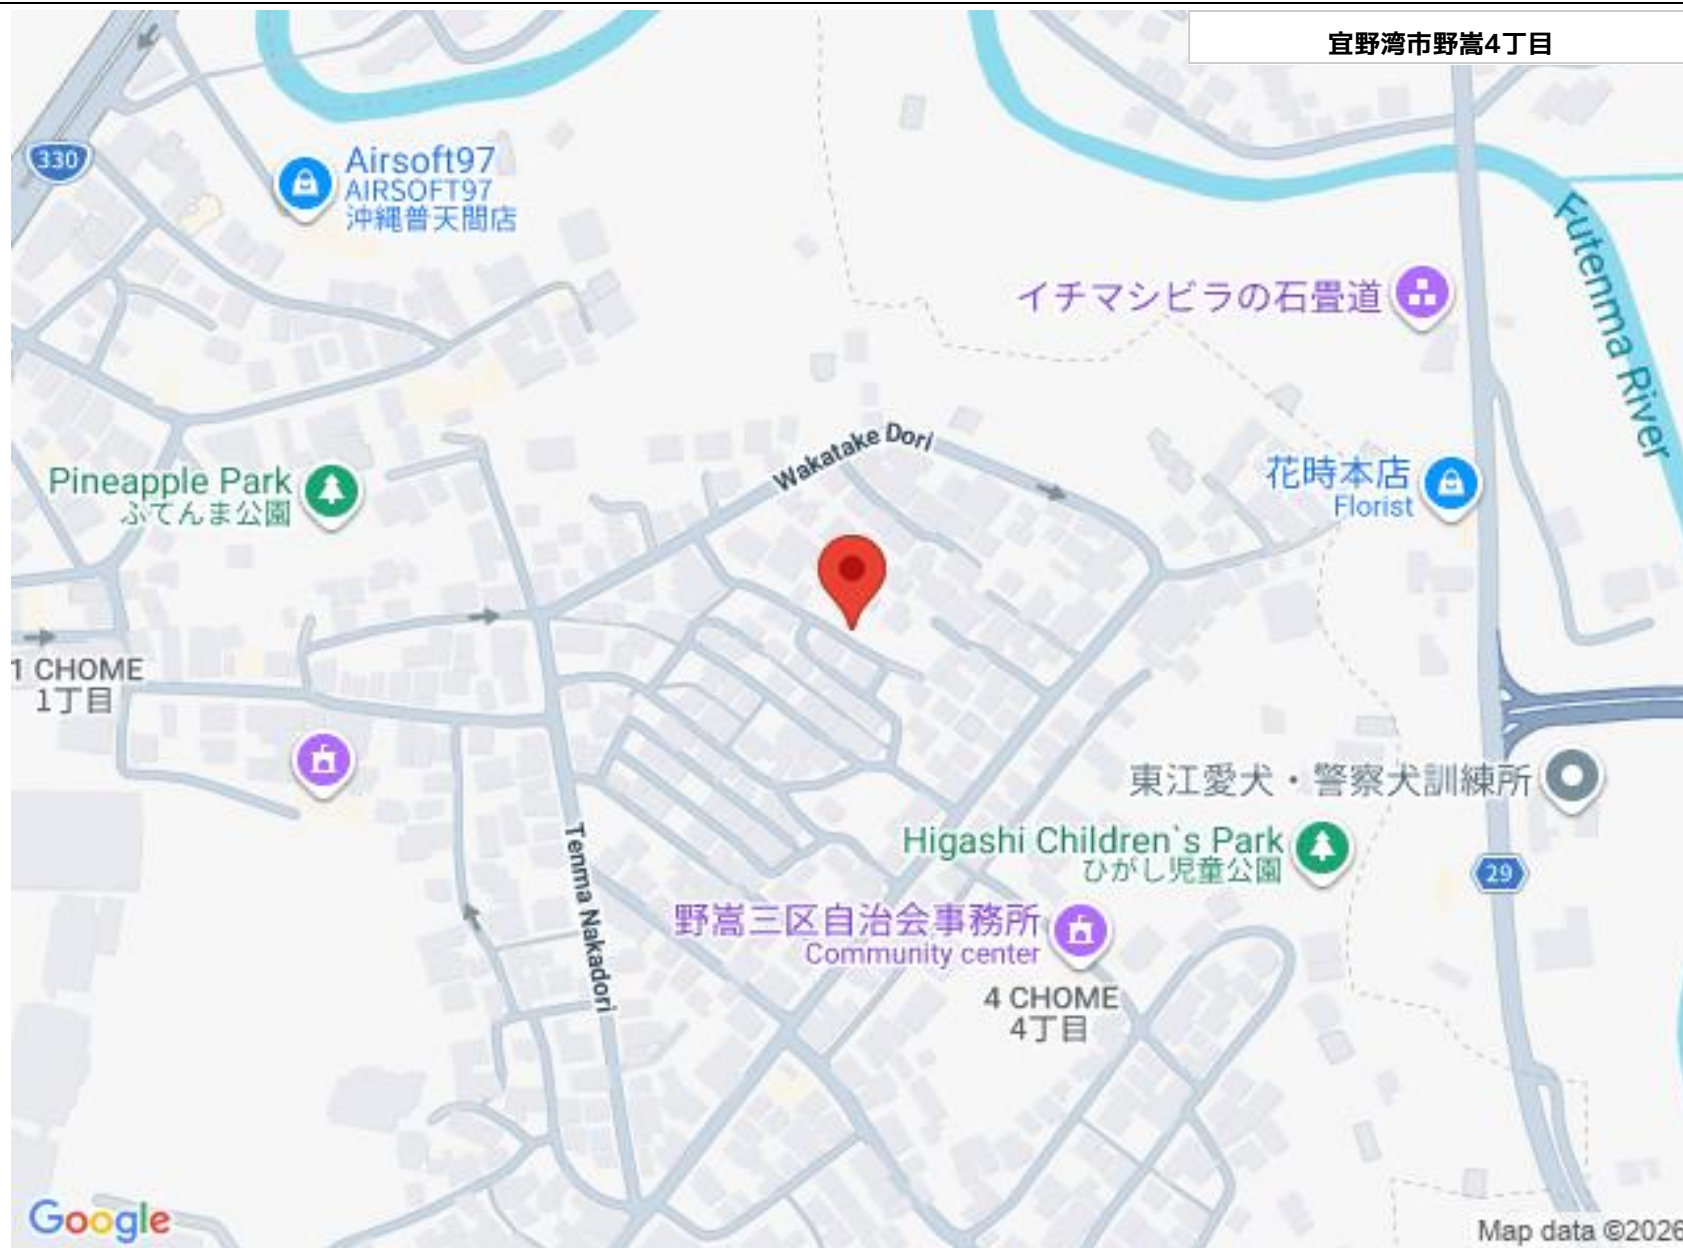 宜野湾市野嵩4丁目
330
Airsoft97
AIRSOFT97
沖縄普天間店
イチマシビラの石畳道
Futenma River
Wakatake Dori
Pineapple Park
ふてんま公園
花時本店
Florist
1 CHOME
1丁目
東江愛犬・警察犬訓練所
Higashi Children`s Park
ひがし児童公園
29
Tenma Nakadori
野嵩三区自治会事務所
Community center
4 CHOME
4丁目
Google
Map data ©2026